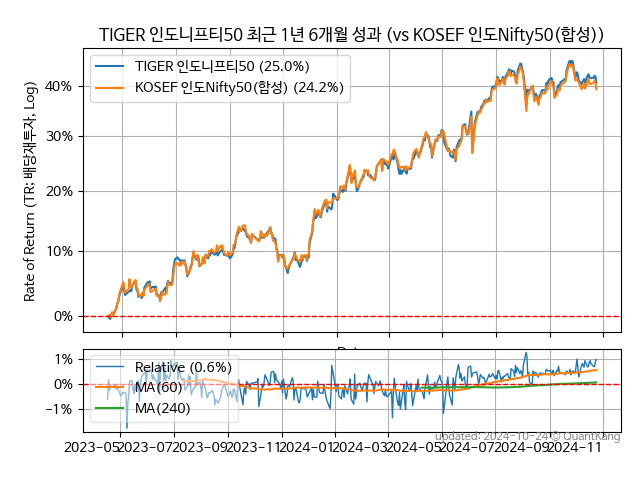 TIGER 인도니프티50 최근 1년 6개월 성과 (vs KOSEF 인도Nifty50(합성))
TIGER 인도니프티50 (25.0%)
KOSEF 인도Nifty50(합성) (24.2%)
Rate of Return (TR: 배당재투자, Log)
40%
30%
20%
10%
0%
Relative (0.6%)
MA(60)
MA(240)
1%
0%
−1%
2023-05 2023-07 2023-09 2023-11 2024-01 2024-03 2024-05 2024-07 2024-09 2024-11
updated: 2024-10-24 © QuantKang